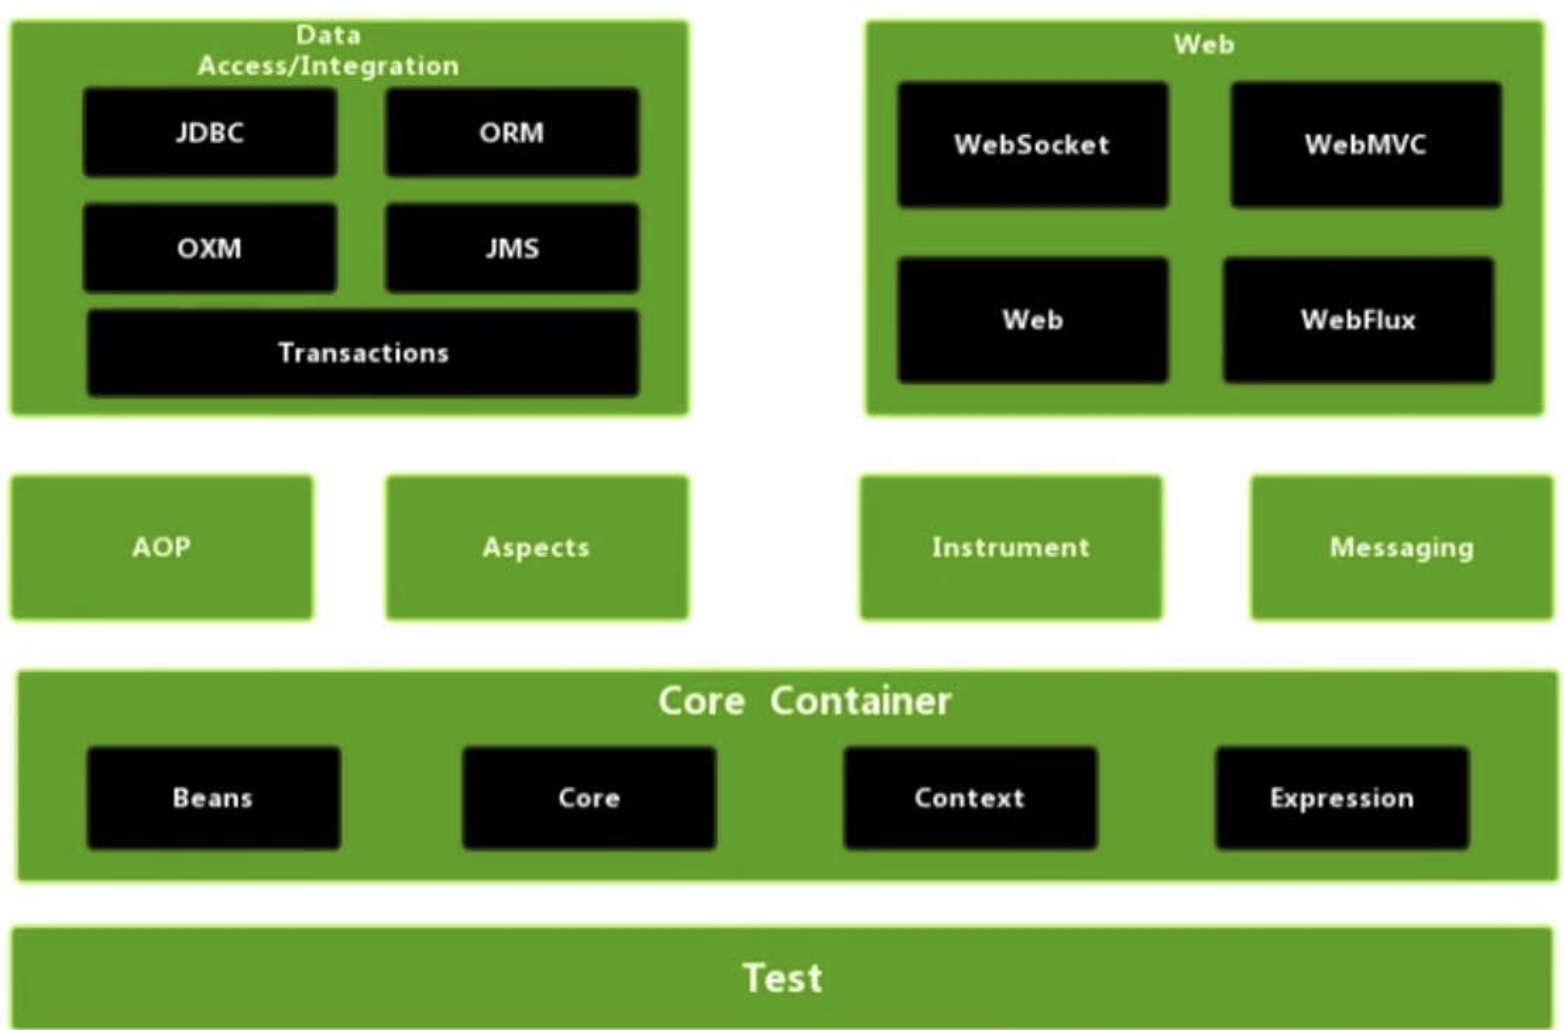 Data
Access/Integration
JDBC
ORM
OXM
JMS
Transactions
Web
WebSocket
WebMVC
Web
WebFlux
AOP
Aspects
Instrument
Messaging
Core Container
Beans
Core
Context
Expression
Test